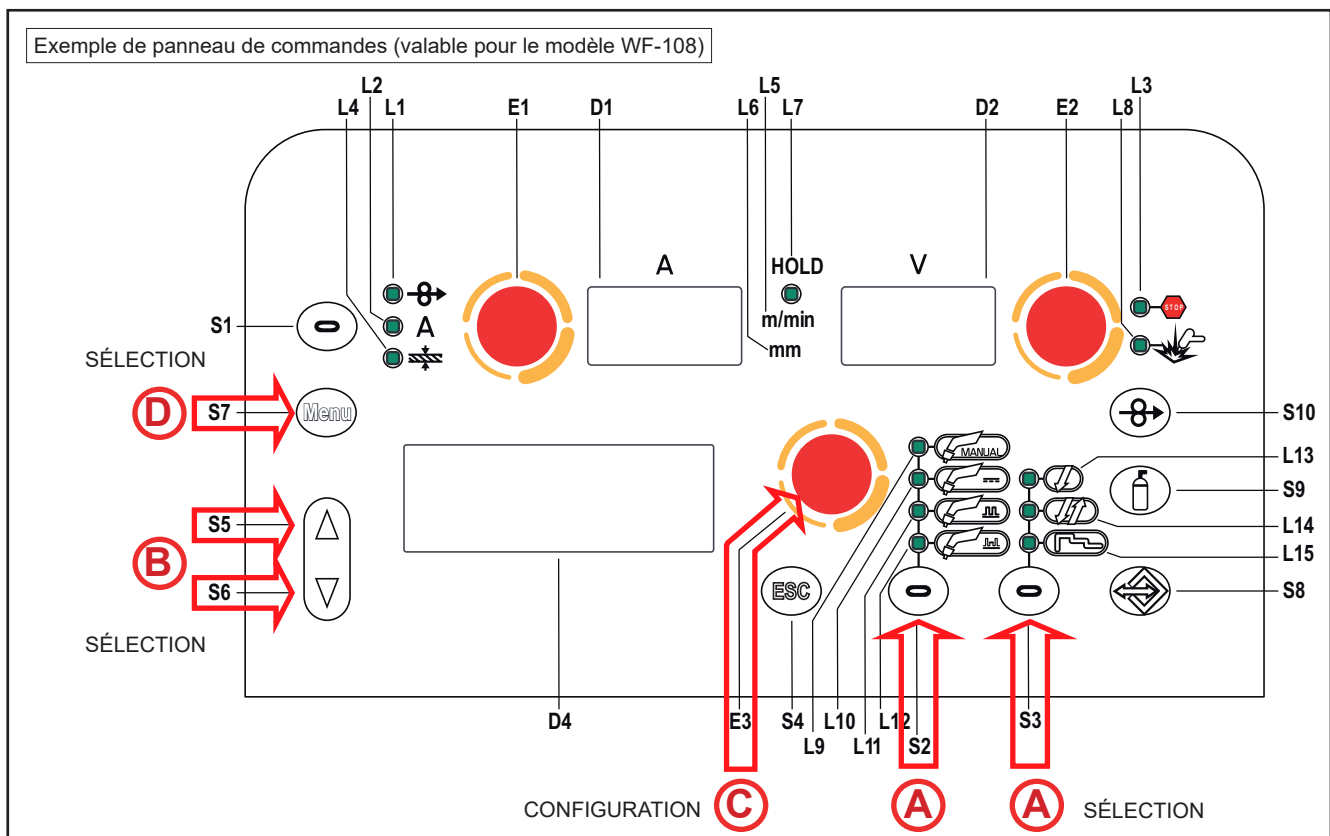 Exemple de panneau de commandes (valable pour le modèle WF-108)
L2
L5
L3
L4
L1
E1
D1
L6
L7
D2
E2
L8
A
HOLD
V
STOP
S1
A
m/min
mm
SÉLECTION
D
S7
Menu
S10
MANUAL
L13
S9
S5
L14
B
L15
S6
ESC
S8
SÉLECTION
D4
E3
S4
L10
L12
S3
L9
L11
S2
CONFIGURATION
C
A
A
SÉLECTION